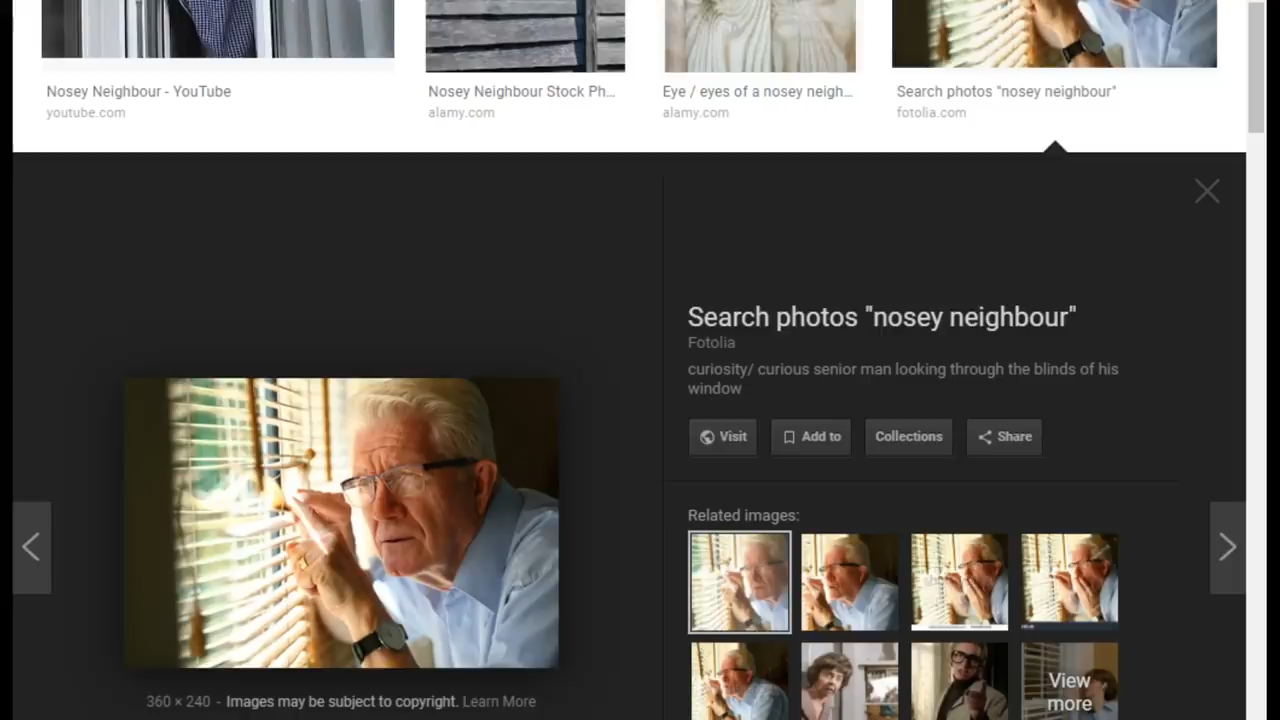 Nosey Neighbour - YouTube
youtube.com
Nosey Neighbour Stock Ph...
alamy.com
Eye / eyes of a nosey neigh...
alamy.com
Search photos "nosey neighbour"
fotolia.com
Search photos "nosey neighbour"
Fotolia
curiosity/ curious senior man looking through the blinds of his
window
Visit
Add to
Collections
Share
Related images:
View
more
360 × 240 - Images may be subject to copyright. Learn More